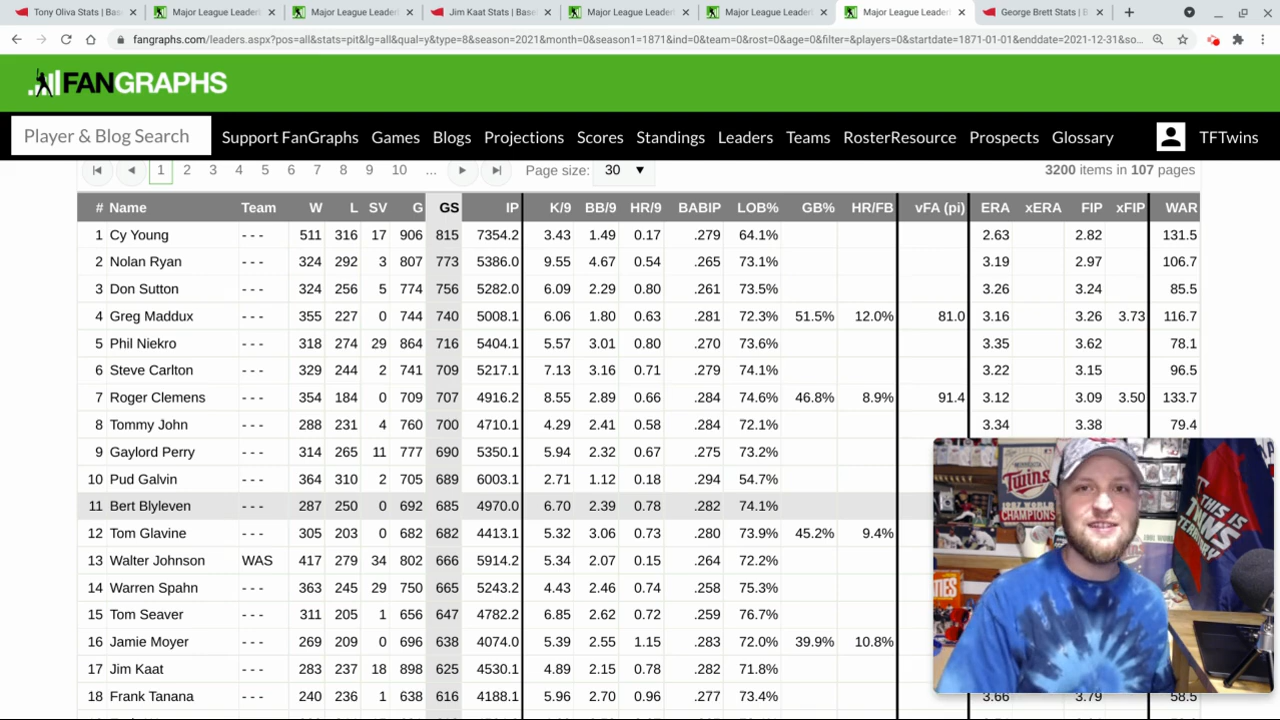 Tony Oliva Stats | Bas
Major League Leader
Major League Leader
Jim Kaat Stats | Base
Major League Leader
Major League Leader
Major League Leader
George Brett Stats | B
fangraphs.com/leaders.aspx?pos=all&stats=pit&lg=all&qual=y&type=8&season=2021&month=0&season1=1871&ind=0&team=0&rost=0&age=0&filter=&players=0&startdate=1871-01-01&enddate=2021-12-31&so...
FANGRAPHS
Player & Blog Search Support FanGraphs Games Blogs Projections Scores Standings Leaders Teams RosterResource Prospects Glossary TFTwins
1 2 3 4 5 6 7 8 9 10 ... Page size: 30 3200 items in 107 pages
# Name Team W L SV G GS IP K/9 BB/9 HR/9 BABIP LOB% GB% HR/FB vFA (pi) ERA xERA FIP xFIP WAR
1 Cy Young - - - 511 316 17 906 815 7354.2 3.43 1.49 0.17 .279 64.1% 2.63 2.82 131.5
2 Nolan Ryan - - - 324 292 3 807 773 5386.0 9.55 4.67 0.54 .265 73.1% 3.19 2.97 106.7
3 Don Sutton - - - 324 256 5 774 756 5282.0 6.09 2.29 0.80 .261 73.5% 3.26 3.24 85.5
4 Greg Maddux - - - 355 227 0 744 740 5008.1 6.06 1.80 0.63 .281 72.3% 51.5% 12.0% 81.0 3.16 3.26 3.73 116.7
5 Phil Niekro - - - 318 274 29 864 716 5404.1 5.57 3.01 0.80 .270 73.6% 3.35 3.62 78.1
6 Steve Carlton - - - 329 244 2 741 709 5217.1 7.13 3.16 0.71 .279 74.1% 3.22 3.15 96.5
7 Roger Clemens - - - 354 184 0 709 707 4916.2 8.55 2.89 0.66 .284 74.6% 46.8% 8.9% 91.4 3.12 3.09 3.50 133.7
8 Tommy John - - - 288 231 4 760 700 4710.1 4.29 2.41 0.58 .284 72.1% 3.34 3.38 79.4
9 Gaylord Perry - - - 314 265 11 777 690 5350.1 5.94 2.32 0.67 .275 73.2%
10 Pud Galvin - - - 364 310 2 705 689 6003.1 2.71 1.12 0.18 .294 54.7%
11 Bert Blyleven - - - 287 250 0 692 685 4970.0 6.70 2.39 0.78 .282 74.1%
12 Tom Glavine - - - 305 203 0 682 682 4413.1 5.32 3.06 0.73 .280 73.9% 45.2% 9.4%
13 Walter Johnson WAS 417 279 34 802 666 5914.2 5.34 2.07 0.15 .264 72.2%
14 Warren Spahn - - - 363 245 29 750 665 5243.2 4.43 2.46 0.74 .258 75.3%
15 Tom Seaver - - - 311 205 1 656 647 4782.2 6.85 2.62 0.72 .259 76.7%
16 Jamie Moyer - - - 269 209 0 696 638 4074.0 5.39 2.55 1.15 .283 72.0% 39.9% 10.8%
17 Jim Kaat - - - 283 237 18 898 625 4530.1 4.89 2.15 0.78 .282 71.8%
18 Frank Tanana - - - 240 236 1 638 616 4188.1 5.96 2.70 0.96 .277 73.4% 3.66 3.79 58.5
Twins
1987 WORLD
CHAMPIONS
THIS IS
TWINS
TERRITORY